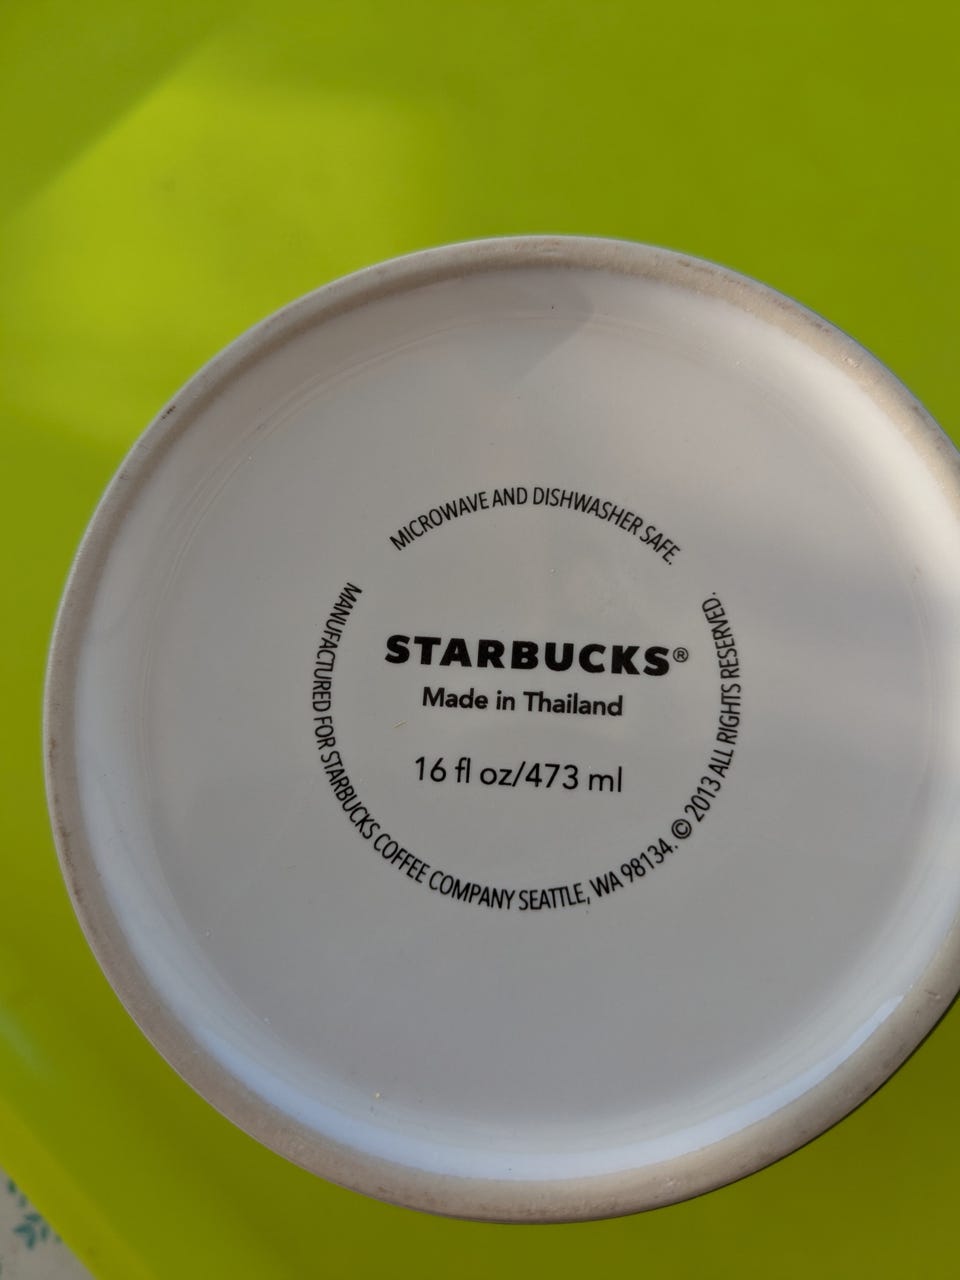 MICROWAVE AND DISHWASHER SAFE.
STARBUCKS®
Made in Thailand
16 fl oz/473 ml
MANUFACTURED FOR STARBUCKS COFFEE COMPANY SEATTLE, WA 98134. © 2013 ALL RIGHTS RESERVED.